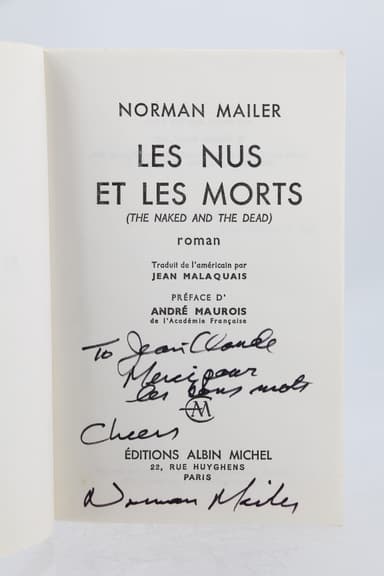 NORMAN MAILER
LES NUS
ET LES MORTS
(THE NAKED AND THE DEAD)
roman
Traduit de l'américain par
JEAN MALAQUAIS
PRÉFACE D'
ANDRÉ MAUROIS
de l'Académie Française
To Jean Claude
Merci pour
les bons mots
AM
Cheers
ÉDITIONS ALBIN MICHEL
22, RUE HUYGHENS
PARIS
Norman Mailer